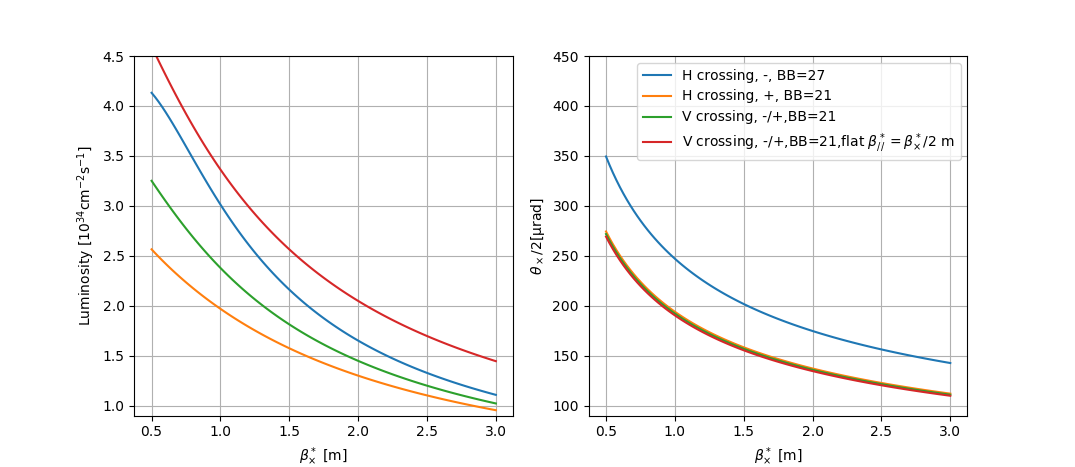 4.5
4.0
3.5
3.0
2.5
2.0
1.5
1.0
Luminosity [10³⁴cm⁻²s⁻¹]
0.5 1.0 1.5 2.0 2.5 3.0
β*× [m]
450
400
350
300
250
200
150
100
θ×/2[μrad]
H crossing, -, BB=27
H crossing, +, BB=21
V crossing, -/+,BB=21
V crossing, -/+,BB=21,flat β*// = β*×/2 m
0.5 1.0 1.5 2.0 2.5 3.0
β*× [m]